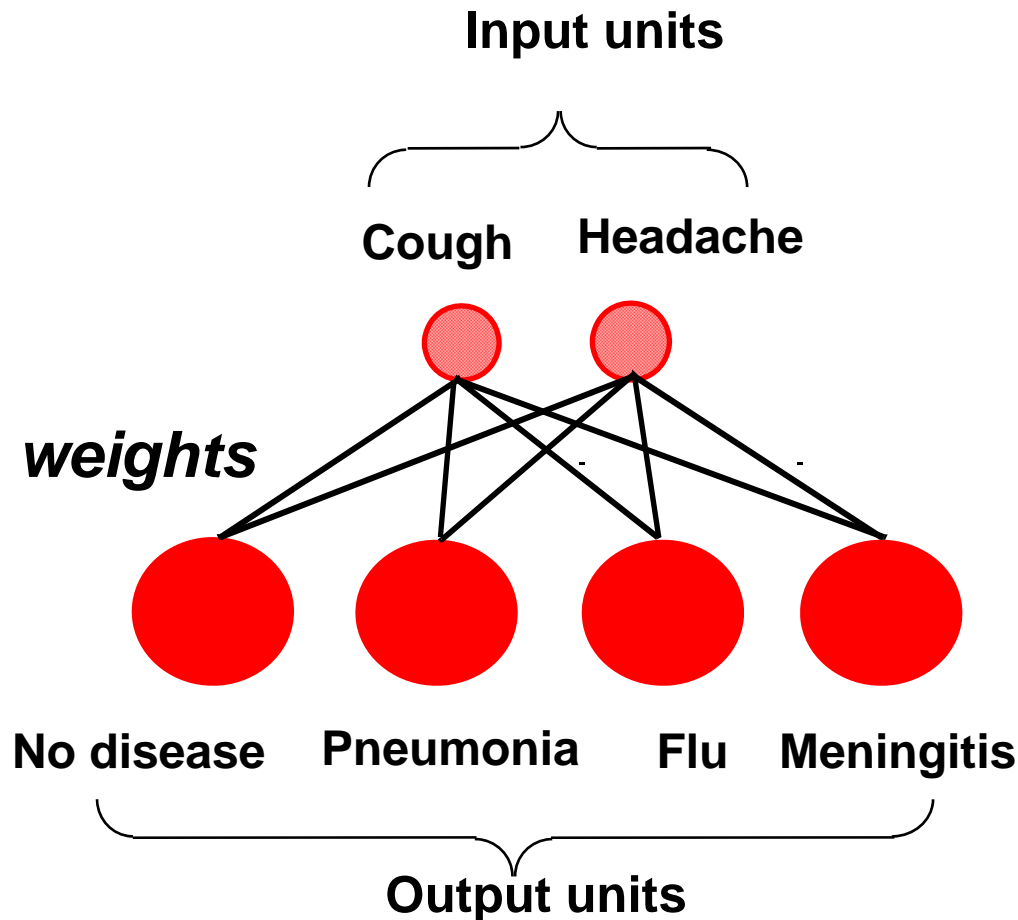 Input units
Cough Headache
weights
- -
No disease Pneumonia Flu Meningitis
Output units